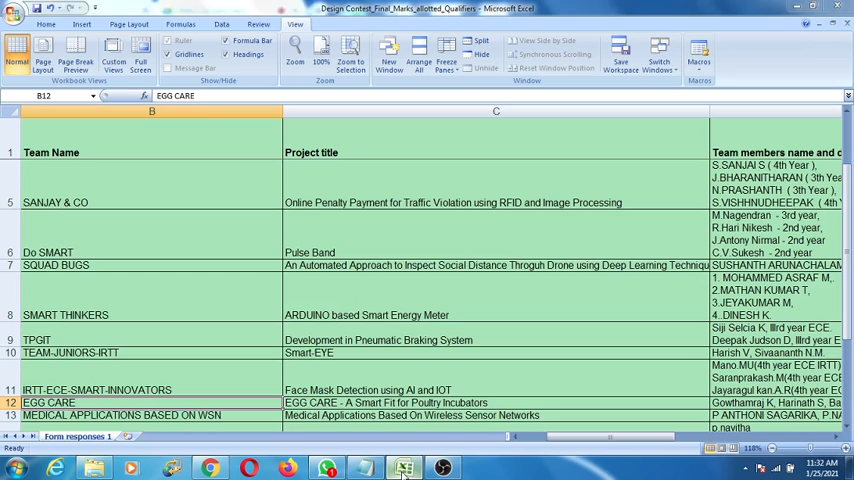 Design Contest_Final_Marks_allotted_Qualifiers - Microsoft Excel
Home Insert Page Layout Formulas Data Review View
Normal Page Layout Page Break Preview Custom Views Full Screen
Workbook Views
Ruler Formula Bar
Gridlines Headings
Message Bar
Show/Hide
Zoom 100% Zoom to Selection
Zoom
New Window Arrange All Freeze Panes
Split
Hide
Unhide
View Side by Side
Synchronous Scrolling
Reset Window Position
Window
Save Workspace Switch Windows
Macros
Macros
B12 fx EGG CARE
B C
1 Team Name Project title Team members name and c
S.SANJAI S ( 4th Year ),
J.BHARANITHARAN ( 3th Yea
N.PRASHANTH ( 3th Year ),
5 SANJAY & CO Online Penalty Payment for Traffic Violation using RFID and Image Processing S.VISHHNUDHEEPAK ( 4th
M.Nagendran - 3rd year,
R.Hari Nikesh - 2nd year,
J.Antony Nirmal - 2nd year
6 Do SMART Pulse Band C.V.Sukesh - 2nd year,
7 SQUAD BUGS An Automated Approach to Inspect Social Distance Throguh Drone using Deep Learning Techniqu SUSHANTH ARUNACHALAM
1. MOHAMMED ASRAF M,.
2.MATHAN KUMAR T,
3.JEYAKUMAR M,
8 SMART THINKERS ARDUINO based Smart Energy Meter 4..DINESH K.
Siji Selcia K, IIIrd year ECE.
9 TPGIT Development in Pneumatic Braking System Deepak Judson D, IIIrd year
10 TEAM-JUNIORS-IRTT Smart-EYE Harish V, Sivaananth N.M.
Mano.MU(4th year ECE IRTT)
Saranprakash.M(4th year EC
11 IRTT-ECE-SMART-INNOVATORS Face Mask Detection using AI and IOT Jayaragul kan.A.R(4th year E
12 EGG CARE EGG CARE - A Smart Fit for Poultry Incubators Gowthamraj K, Harinath S, Ba
13 MEDICAL APPLICATIONS BASED ON WSN Medical Applications Based On Wireless Sensor Networks P ANTHONI SAGARIKA, P.NA
p.navitha
Form responses 1
Ready 118%
11:32 AM
1/25/2021